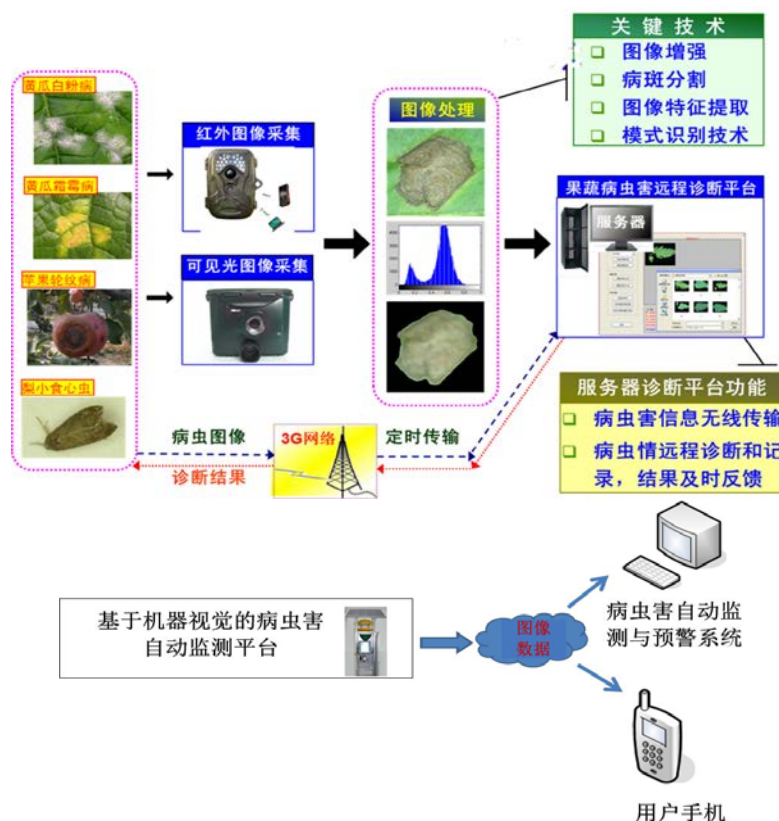 关键技术
图像增强
病斑分割
图像特征提取
模式识别技术
黄瓜白粉病
黄瓜霜霉病
苹果轮纹病
梨小食心虫
红外图像采集
可见光图像采集
图像处理
果蔬病虫害远程诊断平台
服务器
服务器诊断平台功能
病虫害信息无线传输
病虫情远程诊断和记
录，结果及时反馈
病虫图像
诊断结果
3G网络
定时传输
基于机器视觉的病虫害
自动监测平台
图像
数据
病虫害自动监
测与预警系统
用户手机